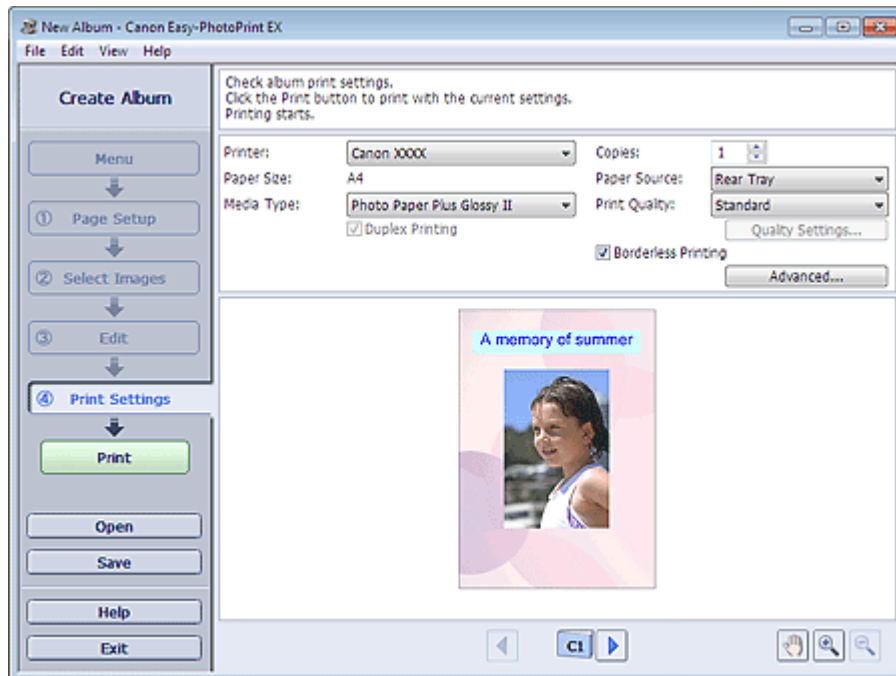 New Album - Canon Easy-PhotoPrint EX
File Edit View Help
Create Album
Menu
① Page Setup
② Select Images
③ Edit
④ Print Settings
Print
Open
Save
Help
Exit
Check album print settings.
Click the Print button to print with the current settings.
Printing starts.
Printer: Canon XXXX Copies: 1
Paper Size: A4 Paper Source: Rear Tray
Media Type: Photo Paper Plus Glossy II Print Quality: Standard
Duplex Printing Quality Settings...
Borderless Printing
Advanced...
A memory of summer
C1